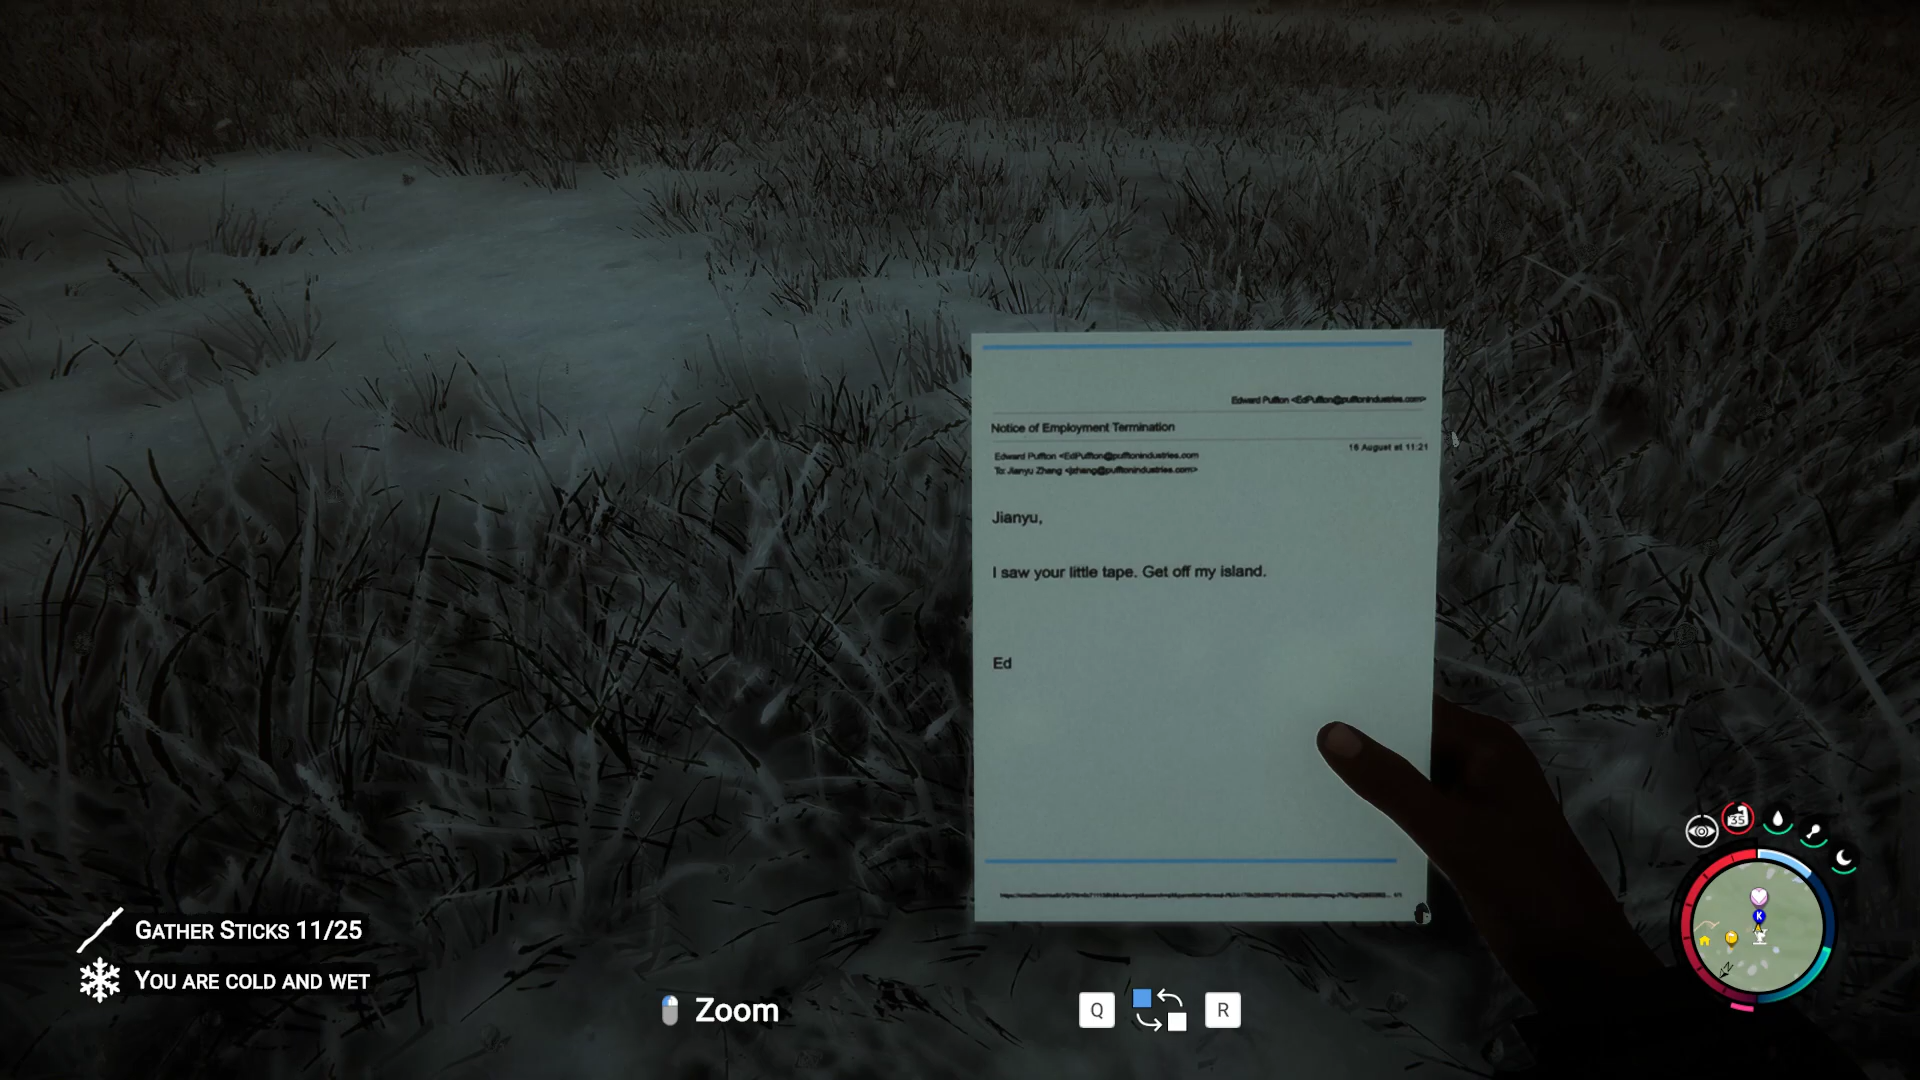 Edward Puffton <EdPuffton@pufftonindustries.com>
Notice of Employment Termination
16 August at 11:21
Edward Puffton <EdPuffton@pufftonindustries.com
To: Jianyu Zhang <jzhang@pufftonindustries.com>
Jianyu,
I saw your little tape. Get off my island.
Ed
35
K
N
GATHER STICKS 11/25
YOU ARE COLD AND WET
Zoom
Q
R